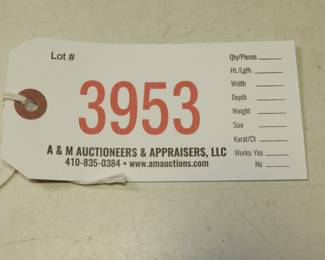 Lot #
3953
A & M AUCTIONEERS & APPRAISERS, LLC
410-835-0384 • www.amauctions.com
Qty/Pieces
Ht./Lgth.
Width
Depth
Weight
Size
Karat/Ct
Works: Yes
No